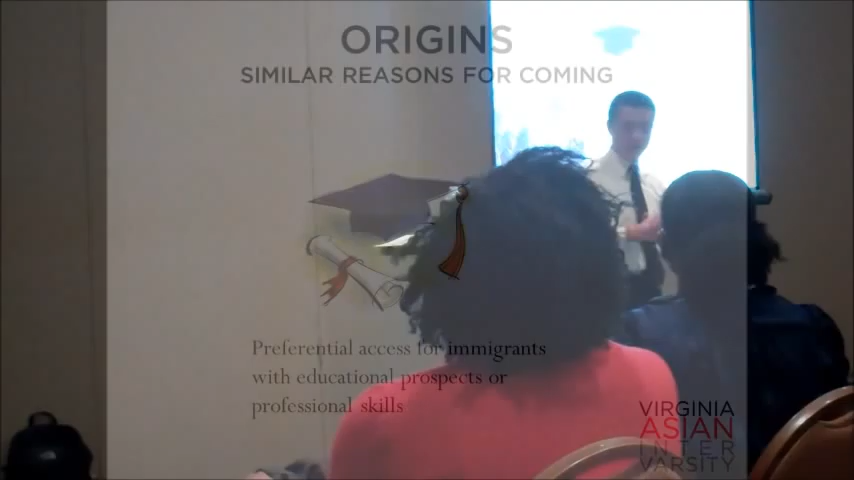 ORIGINS
SIMILAR REASONS FOR COMING
Preferential access for immigrants
with educational prospects or
professional skills
VIRGINIA
ASIAN
INTER
VARSITY